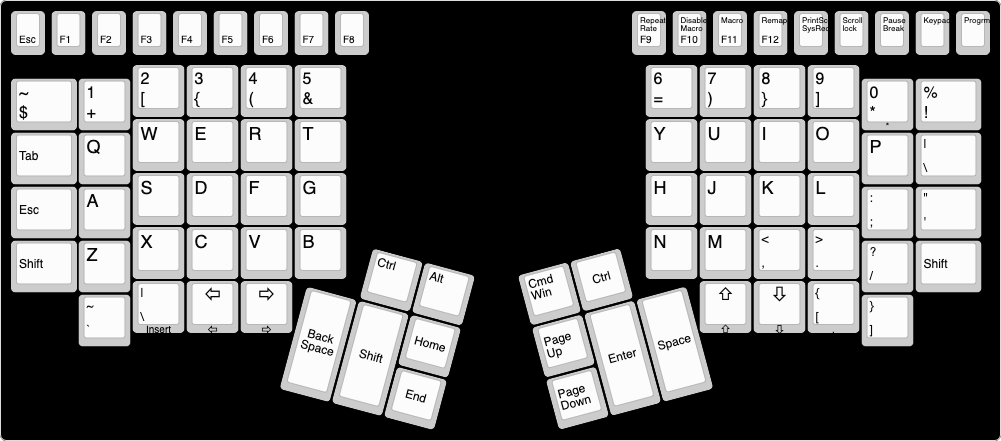 Esc F1 F2 F3 F4 F5 F6 F7 F8
Repeat Rate F9
Disable Macro F10
Macro F11
Remap F12
PrintSc SysRec
Scroll lock
Pause Break
Keypad
Progrm
~ $
1 +
2 [
3 {
4 (
5 &
6 =
7 )
8 }
9 ]
0 *
% !
Tab Q W E R T
Y U I O P | \
Esc A S D F G
H J K L : ; " '
Shift Z X C V B
N M < , > . ? / Shift
~ `
| \ Insert
⇦ ⇦
⇨ ⇨
⇧ ⇧
⇩ ⇩
{ [
} ]
Ctrl
Alt
Back
Space
Shift
Home
End
Cmd
Win
Ctrl
Page
Up
Enter
Space
Page
Down